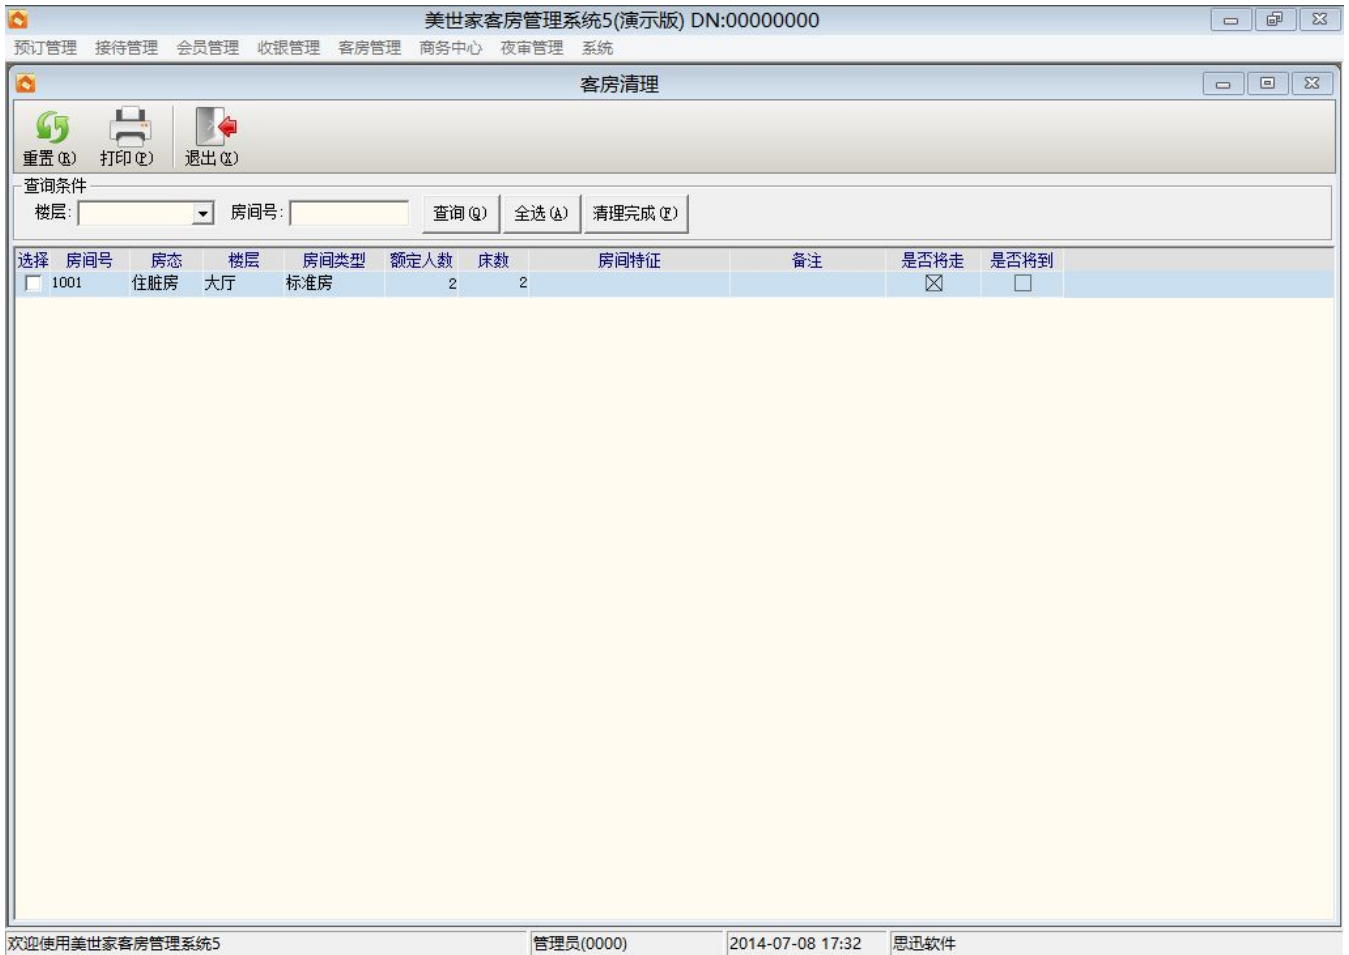 美世家客房管理系统5(演示版) DN:00000000
预订管理 接待管理 会员管理 收银管理 客房管理 商务中心 夜审管理 系统
客房清理
重置(R) 打印(P) 退出(X)
查询条件
楼层: 房间号: 查询(Q) 全选(A) 清理完成(F)
选择 房间号 房态 楼层 房间类型 额定人数 床数 房间特征 备注 是否将走 是否将到
1001 住脏房 大厅 标准房 2 2
欢迎使用美世家客房管理系统5 管理员(0000) 2014-07-08 17:32 思迅软件